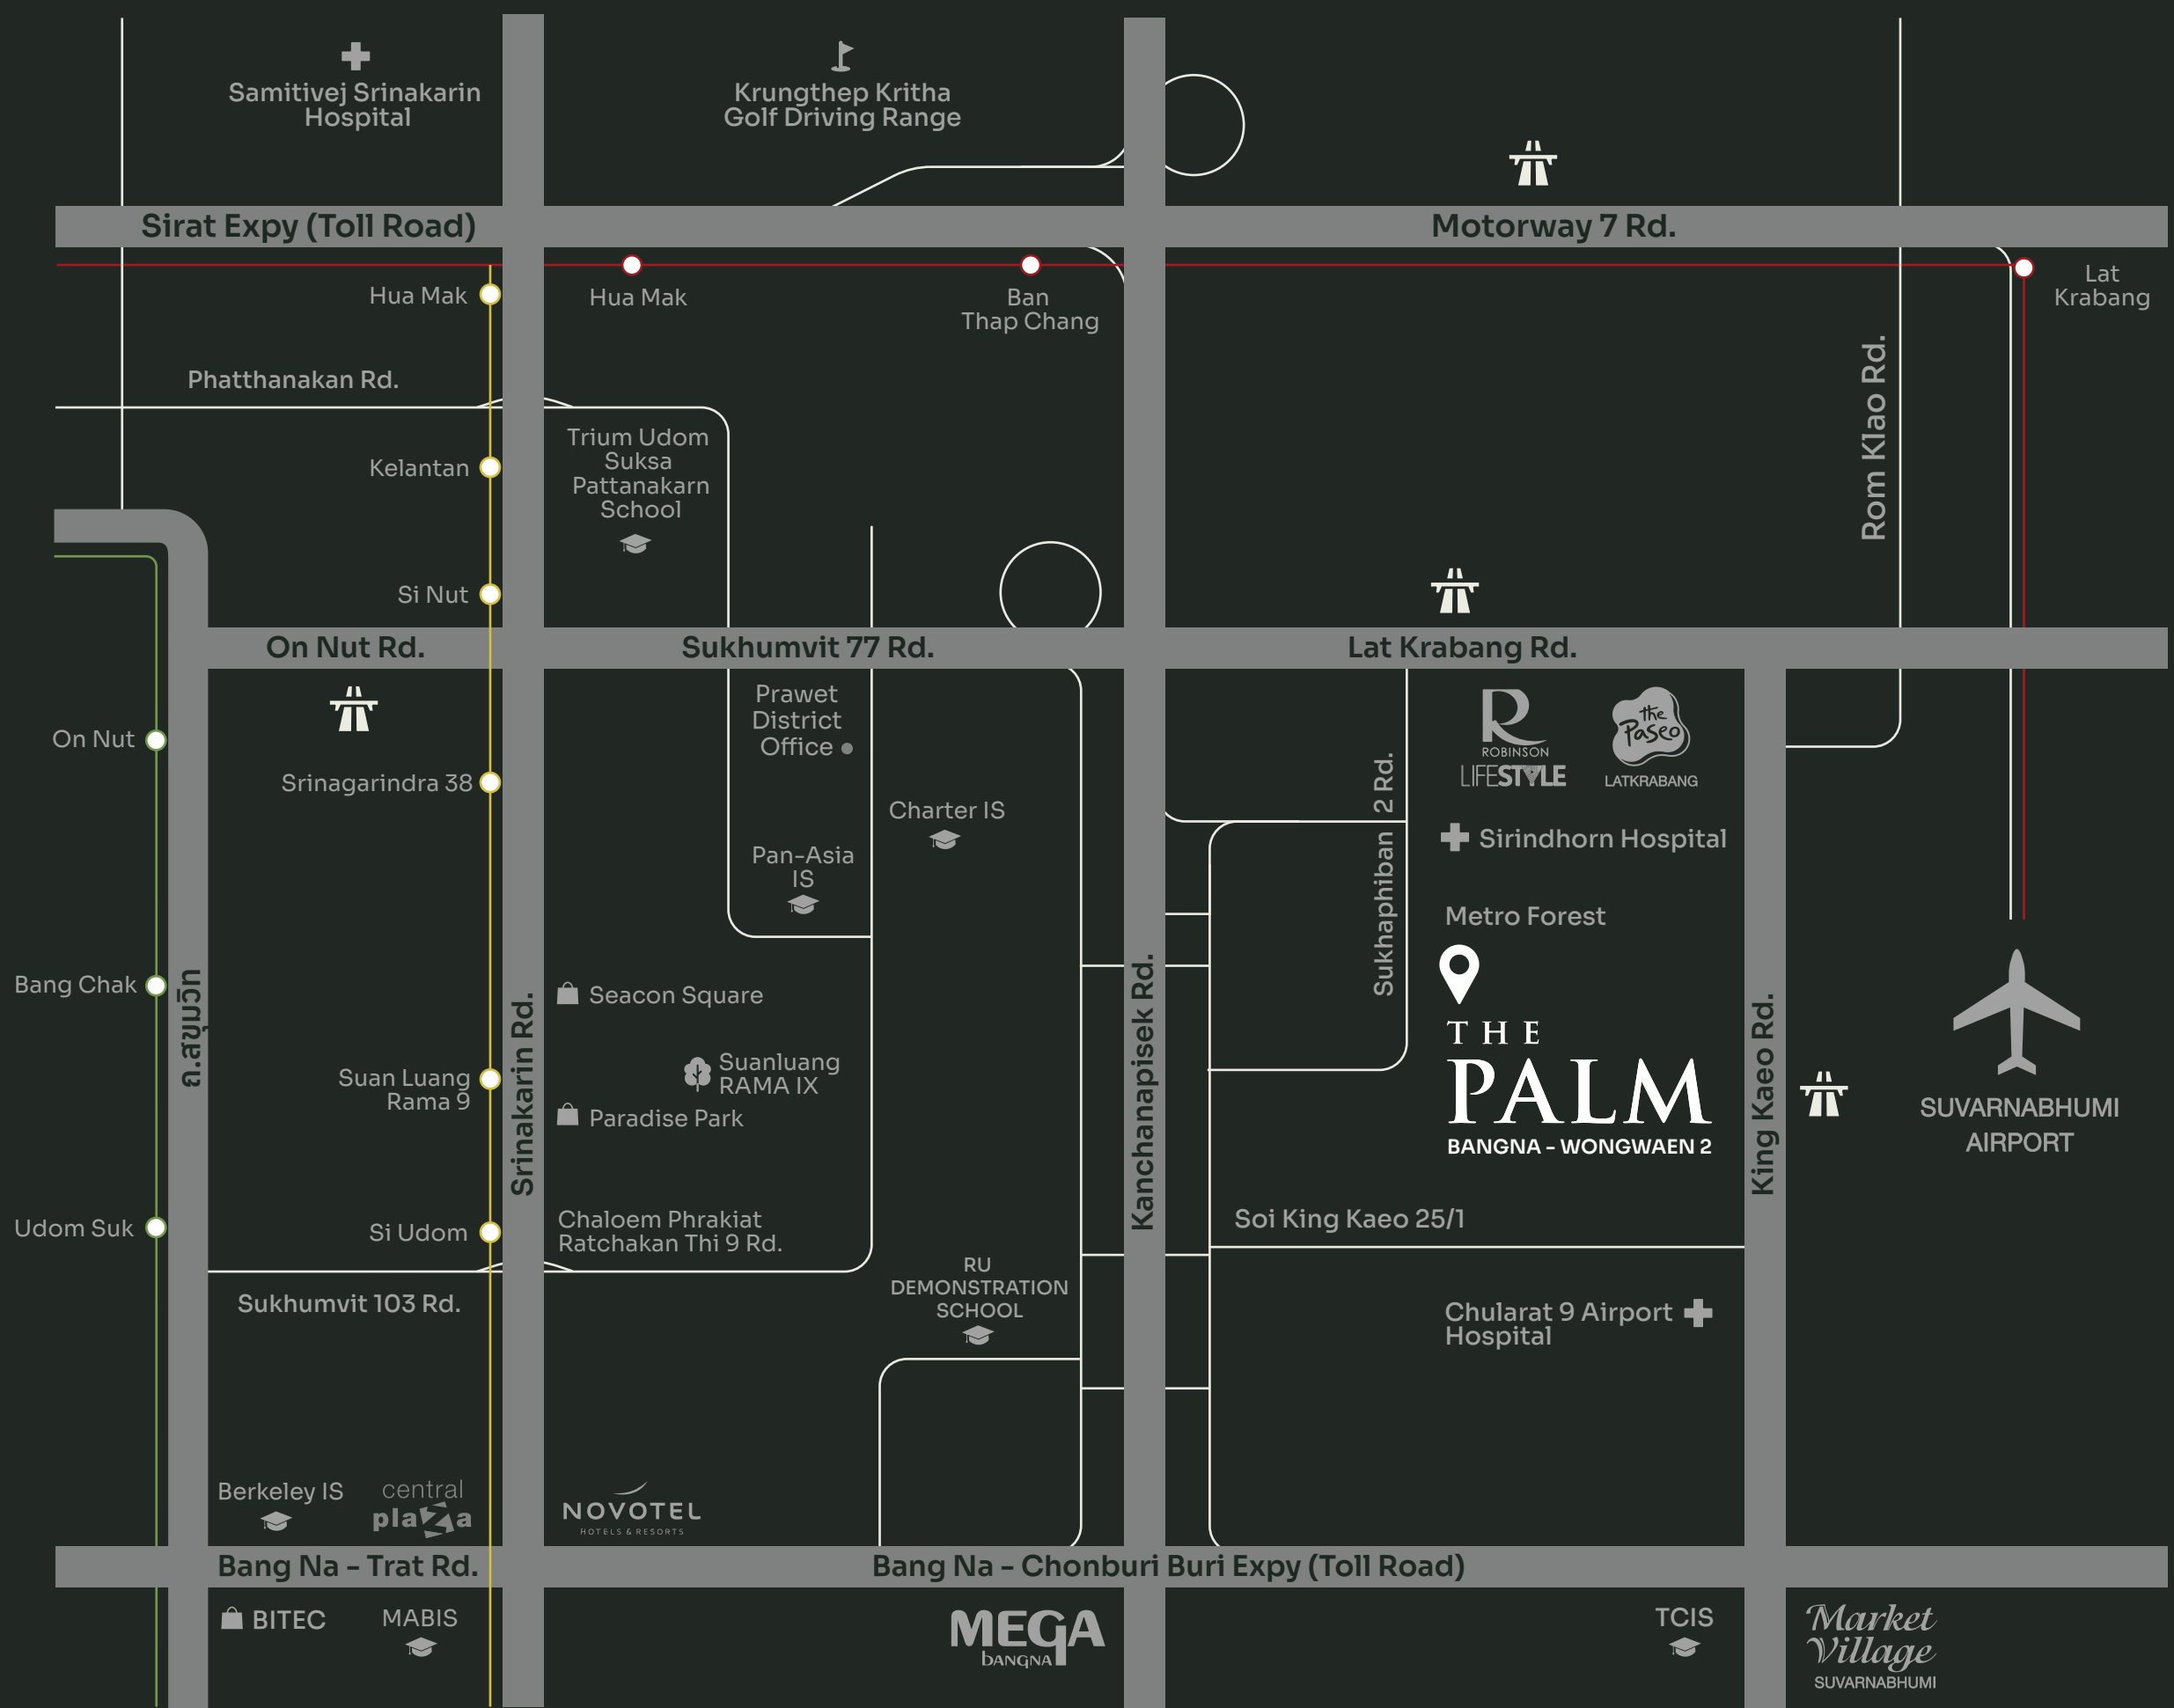 Samitivej Srinakarin
Hospital
Krungthep Kritha
Golf Driving Range
Sirat Expy (Toll Road)
Motorway 7 Rd.
Hua Mak
Hua Mak
Ban
Thap Chang
Lat
Krabang
Phatthanakan Rd.
Rom Klao Rd.
Kelantan
Trium Udom
Suksa
Pattanakarn
School
Si Nut
On Nut Rd.
Sukhumvit 77 Rd.
Lat Krabang Rd.
On Nut
Srinagarindra 38
Prawet
District
Office
Charter IS
Pan-Asia
IS
Sukhaphiban 2 Rd.
R
ROBINSON
LIFESTYLE
the
Paseo
LATKRABANG
Sirindhorn Hospital
Metro Forest
Bang Chak
ถ.สุขุมวิท
Srinakarin Rd.
Seacon Square
Suanluang
RAMA IX
Paradise Park
Suan Luang
Rama 9
Kanchanapisek Rd.
THE
PALM
BANGNA - WONGWAEN 2
King Kaeo Rd.
SUVARNABHUMI
AIRPORT
Udom Suk
Si Udom
Chaloem Phrakiat
Ratchakan Thi 9 Rd.
Soi King Kaeo 25/1
Sukhumvit 103 Rd.
RU
DEMONSTRATION
SCHOOL
Chularat 9 Airport
Hospital
Berkeley IS
central
plaza
NOVOTEL
HOTELS & RESORTS
Bang Na - Trat Rd.
Bang Na - Chonburi Buri Expy (Toll Road)
BITEC
MABIS
MEGA
BANGNA
TCIS
Market
Village
SUVARNABHUMI